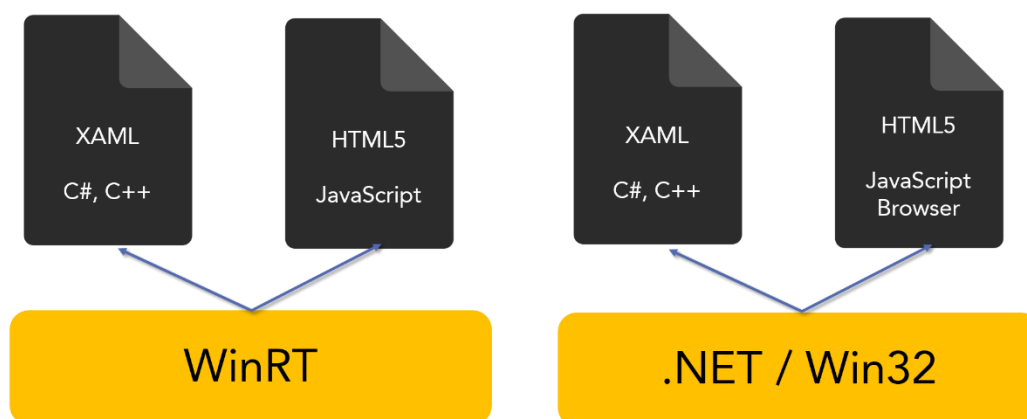 XAML
C#, C++
HTML5
JavaScript
WinRT
XAML
C#, C++
HTML5
JavaScript
Browser
.NET / Win32